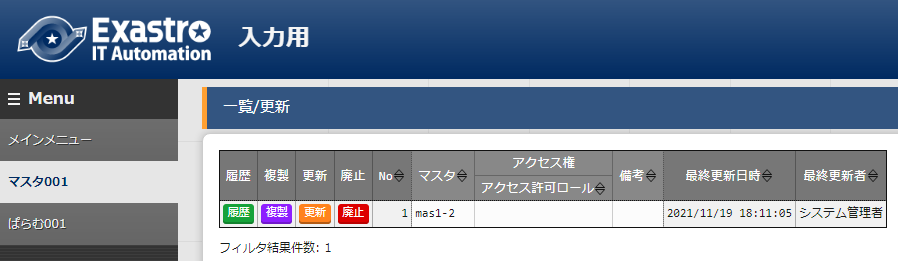 Exastro
IT Automation
入力用
Menu
メインメニュー
マスタ001
ぱらむ001
一覧/更新
履歴 複製 更新 廃止 No マスタ アクセス権 備考 最終更新日時 最終更新者
アクセス許可ロール
履歴 複製 更新 廃止 1 mas1-2 2021/11/19 18:11:05 システム管理者
フィルタ結果件数: 1